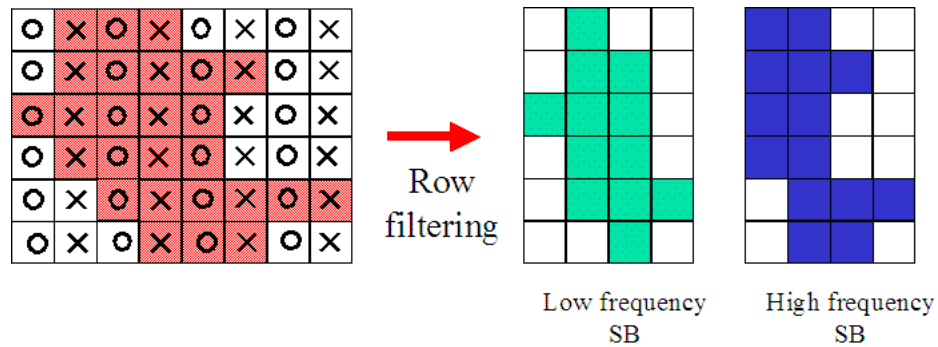 O X O X O X O X
O X O X O X O X
O X O X O X O X
O X O X O X O X
O X O X O X O X
O X O X O X O X
Row
filtering
Low frequency
SB
High frequency
SB